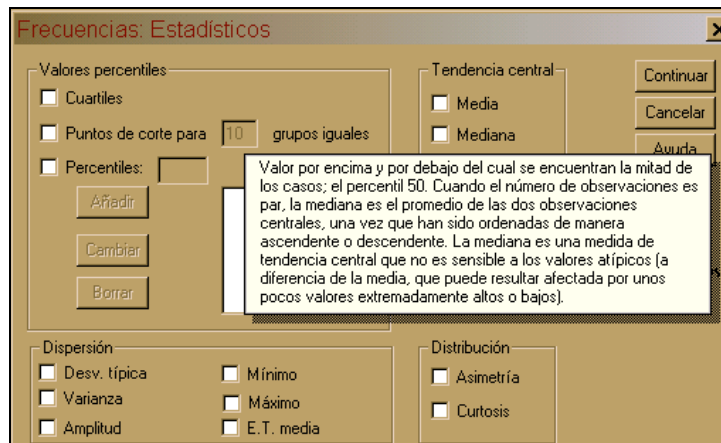 Frecuencias: Estadísticos
Valores percentiles
Cuartiles
Puntos de corte para 10 grupos iguales
Percentiles:
Añadir
Cambiar
Borrar
Tendencia central
Media
Mediana
Continuar
Cancelar
Ayuda
Valor por encima y por debajo del cual se encuentran la mitad de
los casos; el percentil 50. Cuando el número de observaciones es
par, la mediana es el promedio de las dos observaciones
centrales, una vez que han sido ordenadas de manera
ascendente o descendente. La mediana es una medida de
tendencia central que no es sensible a los valores atípicos (a
diferencia de la media, que puede resultar afectada por unos
pocos valores extremadamente altos o bajos).
Dispersión
Desv. típica
Mínimo
Varianza
Máximo
Amplitud
E.T. media
Distribución
Asimetría
Curtosis